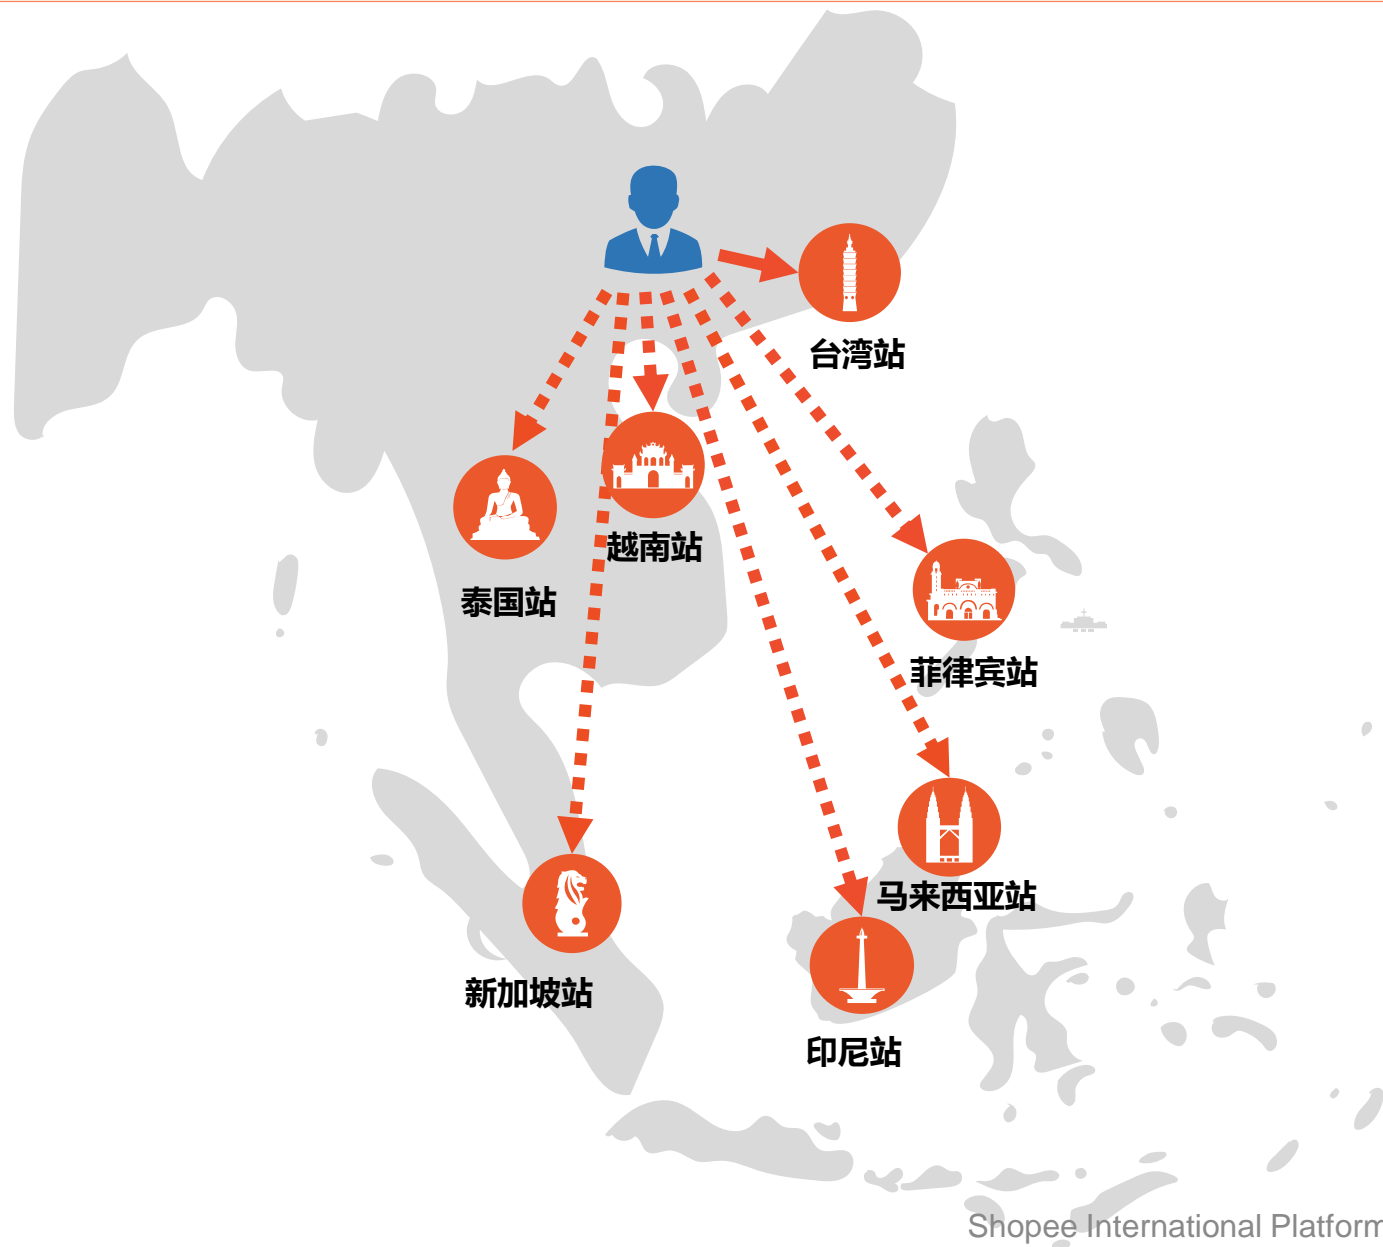 台湾站
越南站
泰国站
菲律宾站
马来西亚站
新加坡站
印尼站
Shopee International Platform